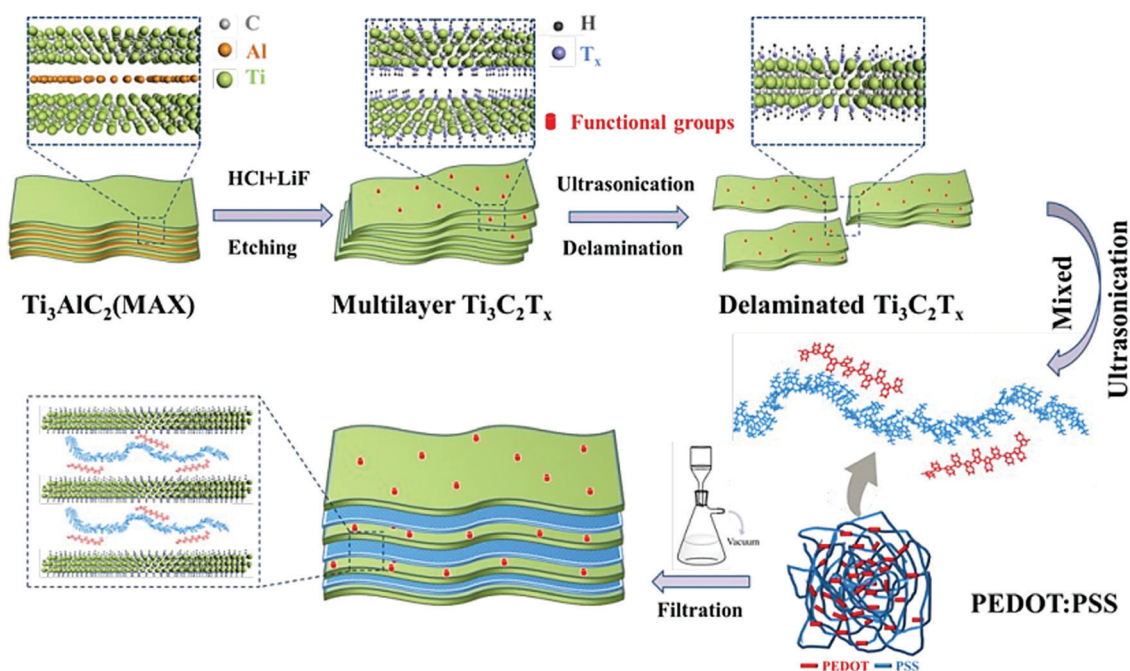 C
Al
Ti
H
Tₓ
Functional groups
HCl+LiF
Etching
Ultrasonication
Delamination
Ti₃AlC₂(MAX)
Multilayer Ti₃C₂Tₓ
Delaminated Ti₃C₂Tₓ
Mixed
Ultrasonication
Vacuum
Filtration
PEDOT:PSS
PEDOT
PSS